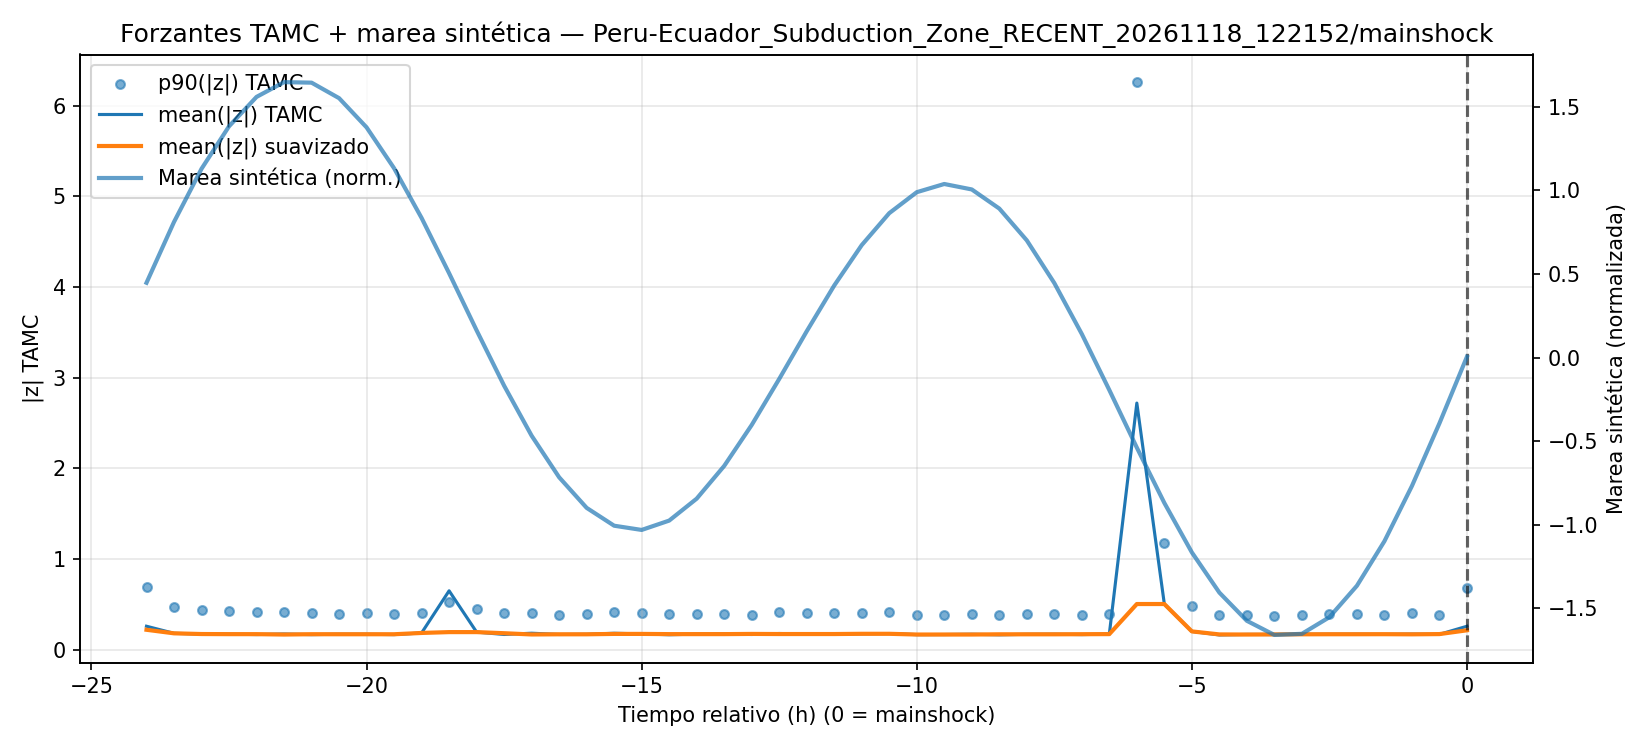 Forzantes TAMC + marea sintética — Peru-Ecuador_Subduction_Zone_RECENT_20261118_122152/mainshock
p90(|z|) TAMC
mean(|z|) TAMC
mean(|z|) suavizado
Marea sintética (norm.)
|z| TAMC
6
5
4
3
2
1
0
1.5
1.0
0.5
0.0
−0.5
−1.0
−1.5
Marea sintética (normalizada)
−25
−20
−15
−10
−5
0
Tiempo relativo (h) (0 = mainshock)